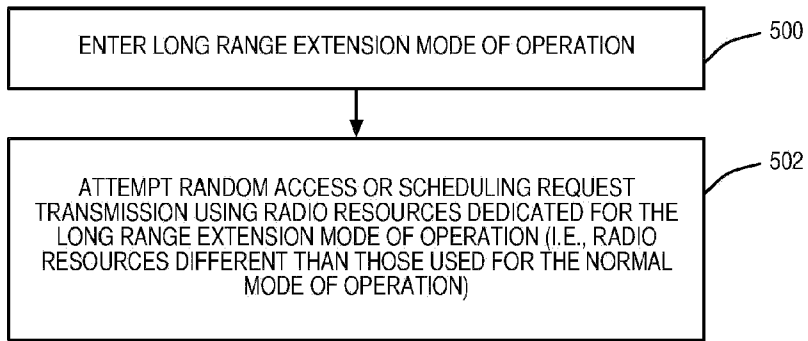 ENTER LONG RANGE EXTENSION MODE OF OPERATION
500
ATTEMPT RANDOM ACCESS OR SCHEDULING REQUEST
TRANSMISSION USING RADIO RESOURCES DEDICATED FOR THE
LONG RANGE EXTENSION MODE OF OPERATION (I.E., RADIO
RESOURCES DIFFERENT THAN THOSE USED FOR THE NORMAL
MODE OF OPERATION)
502